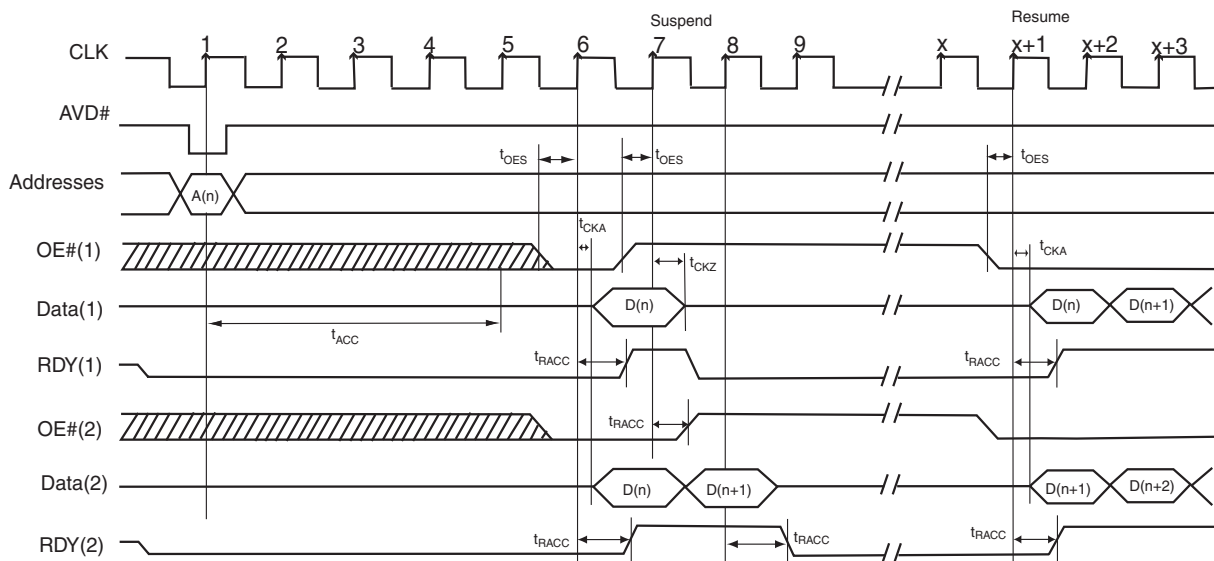 Suspend Resume
CLK 1 2 3 4 5 6 7 8 9 x x+1 x+2 x+3
AVD#
tOES tOES tOES
Addresses A(n)
tCKA
OE#(1) tCKZ tCKA
Data(1) D(n) D(n) D(n+1)
tACC
RDY(1) tRACC tRACC
OE#(2) tRACC
Data(2) D(n) D(n+1) D(n+1) D(n+2)
RDY(2) tRACC tRACC tRACC